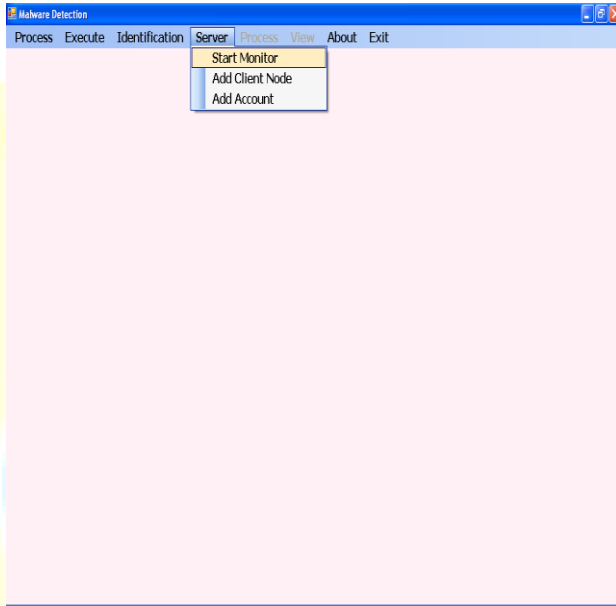 Malware Detection
Process Execute Identification Server Process View About Exit
Start Monitor
Add Client Node
Add Account